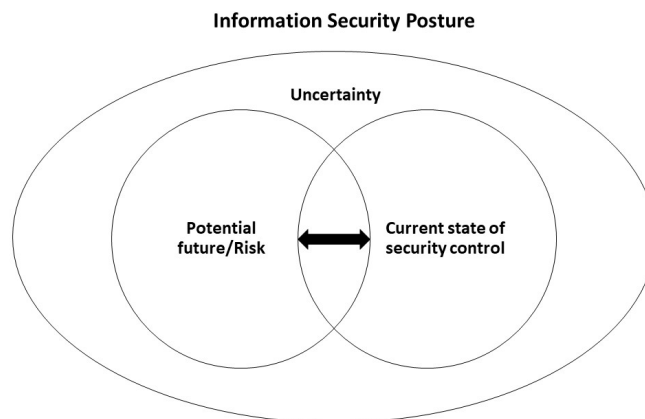 Information Security Posture
Uncertainty
Potential
future/Risk
Current state of
security control